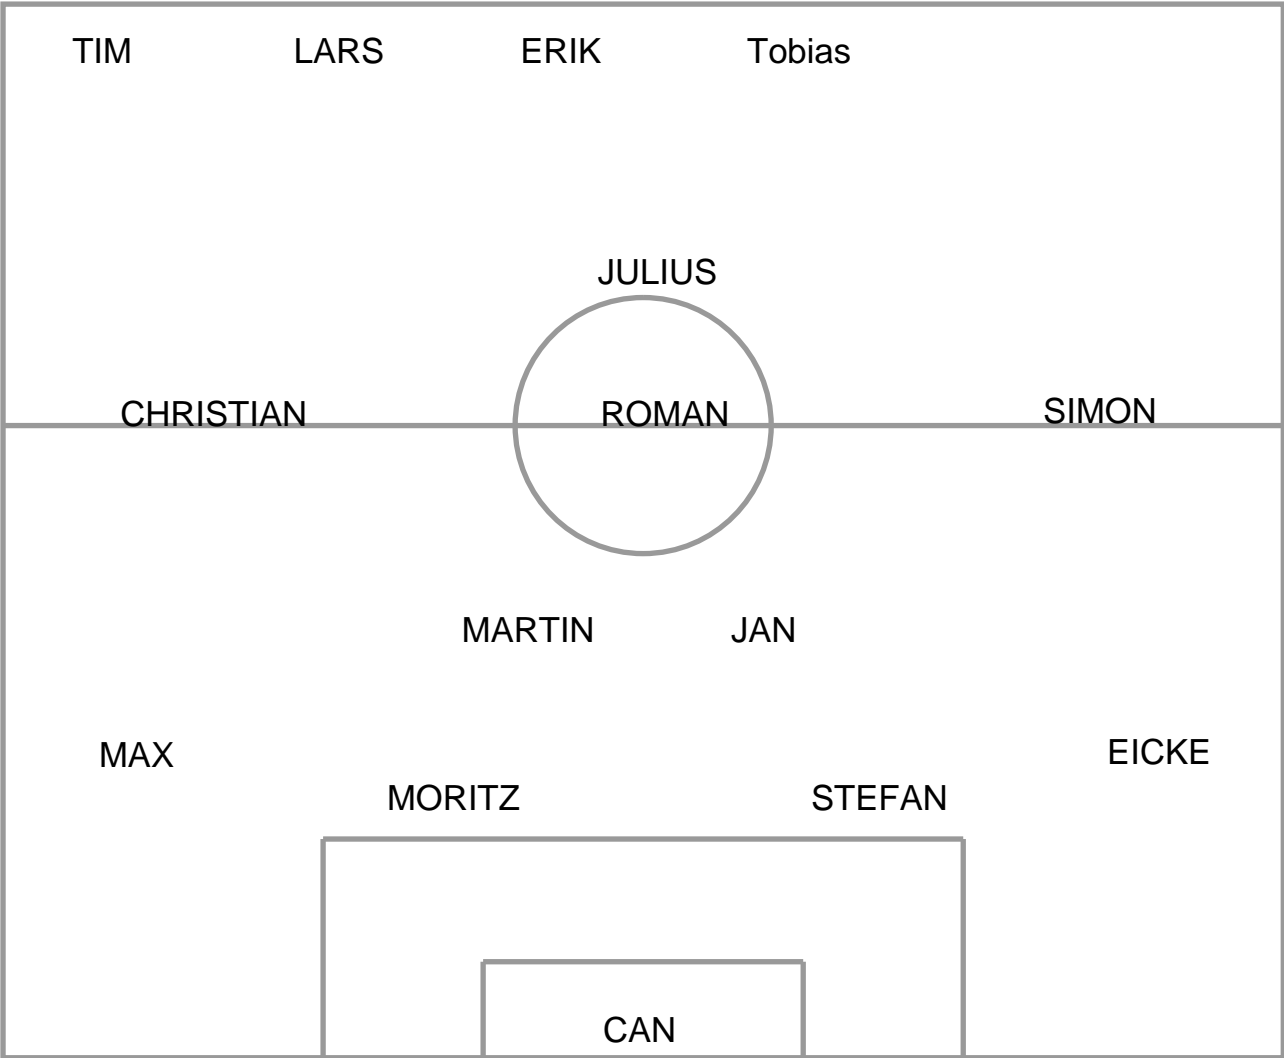 TIM LARS ERIK Tobias
JULIUS
CHRISTIAN ROMAN SIMON
MARTIN JAN
MAX EICKE
MORITZ STEFAN
CAN